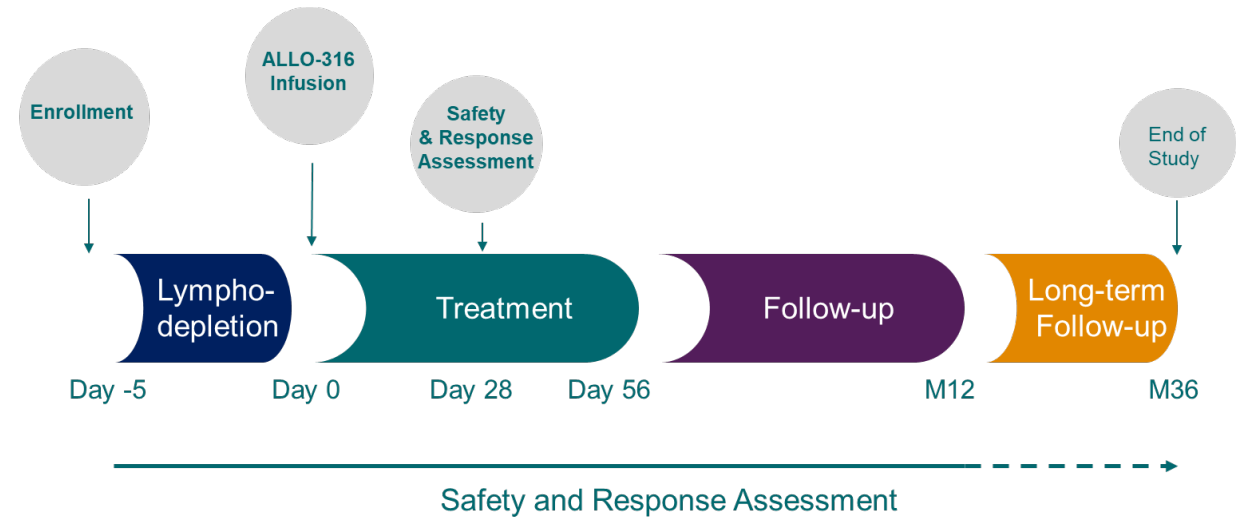 Enrollment
ALLO-316
Infusion
Safety
& Response
Assessment
End of
Study
Lympho-
depletion
Treatment
Follow-up
Long-term
Follow-up
Day -5
Day 0
Day 28
Day 56
M12
M36
Safety and Response Assessment